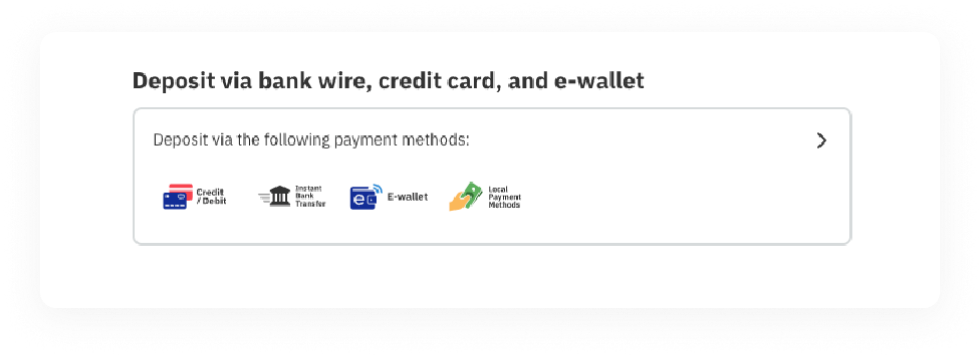 Deposit via bank wire, credit card, and e-wallet
Deposit via the following payment methods:
Credit
/ Debit
Instant
Bank
Transfer
e
E-wallet
Local
Payment
Methods